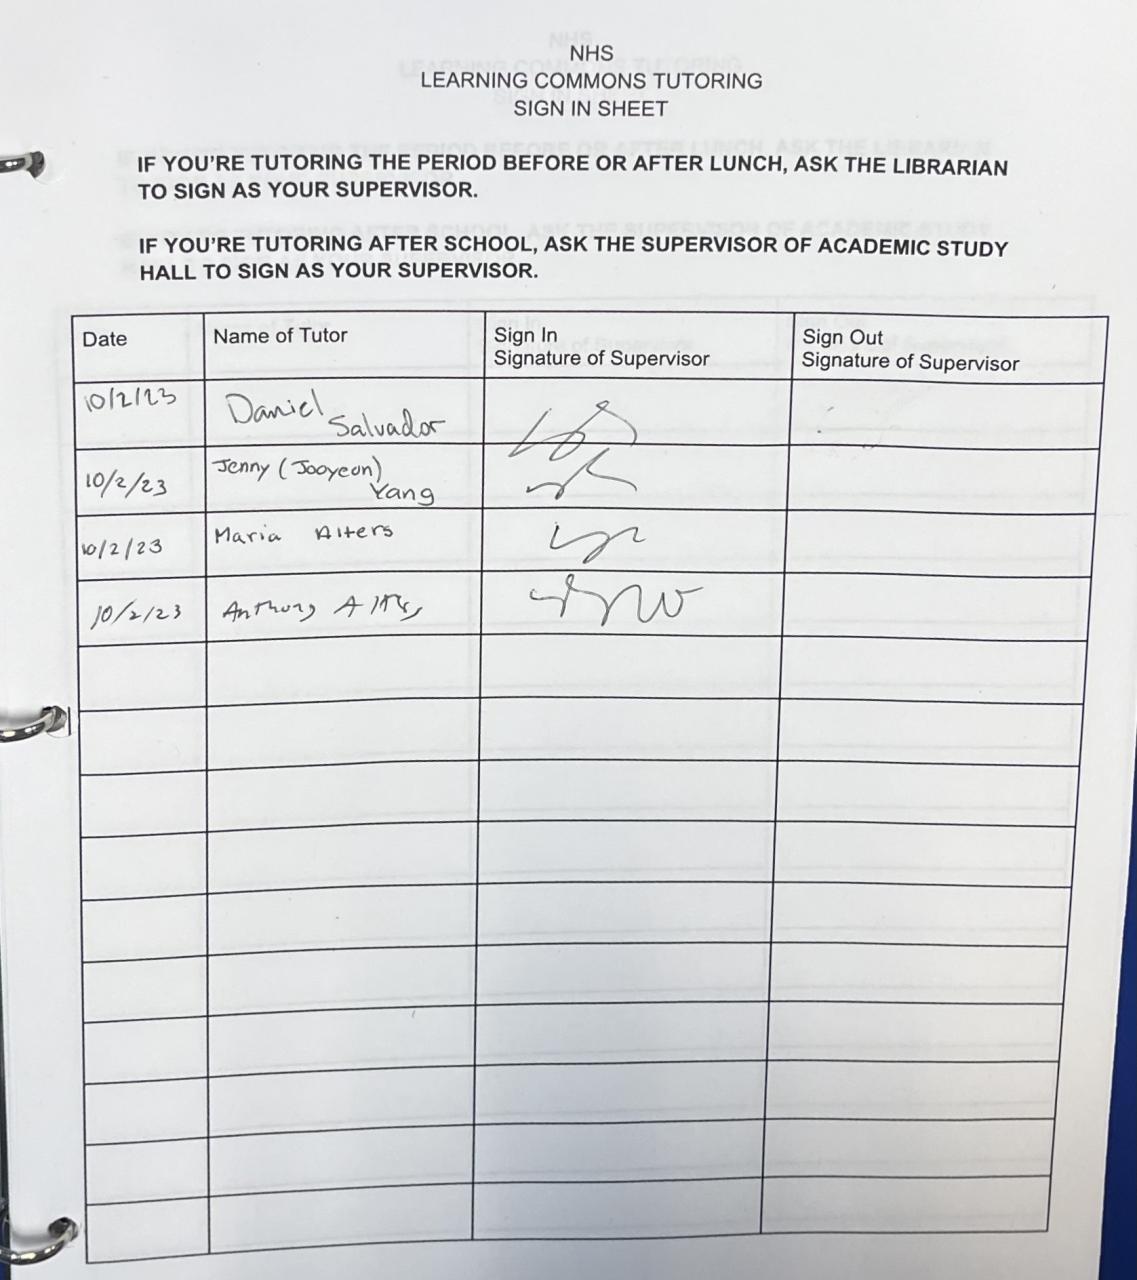 NHS
LEARNING COMMONS TUTORING
SIGN IN SHEET
IF YOU'RE TUTORING THE PERIOD BEFORE OR AFTER LUNCH, ASK THE LIBRARIAN
TO SIGN AS YOUR SUPERVISOR.
IF YOU'RE TUTORING AFTER SCHOOL, ASK THE SUPERVISOR OF ACADEMIC STUDY
HALL TO SIGN AS YOUR SUPERVISOR.
Date Name of Tutor Sign In Sign Out
Signature of Supervisor Signature of Supervisor
10/2/23 Daniel
Salvador
10/2/23 Jenny (Jooyeon)
Yang
10/2/23 Maria Alters
10/2/23 Anthony